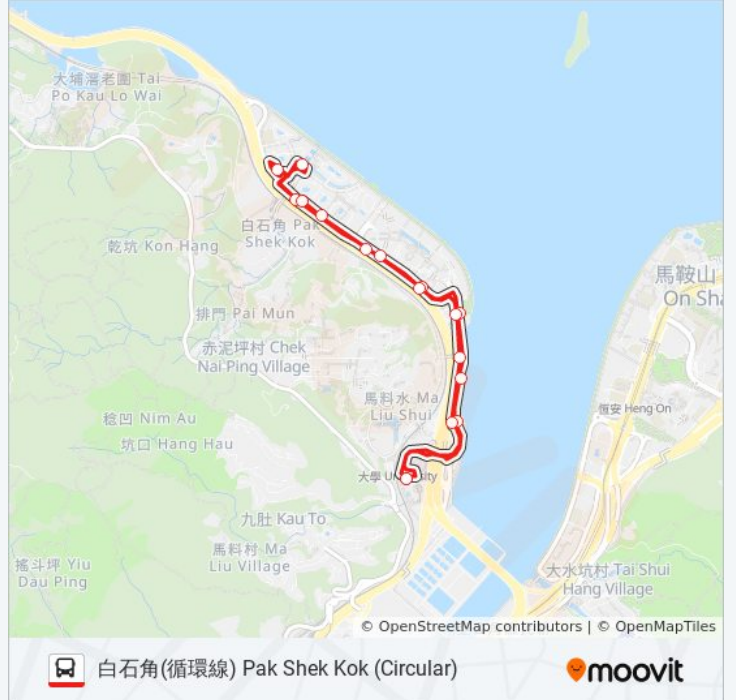 大埔滘老圍 Tai
Po Kau Lo Wai
白石角 Pak
Shek Kok
乾坑 Kon Hang
馬鞍山
On Sha
排門 Pai Mun
赤泥坪村 Chek
Nai Ping Village
馬料水 Ma
Liu Shui
恆安 Heng On
稔凹 Nim Au
坑口 Hang Hau
大學 University
九肚 Kau To
馬料村 Ma
Liu Village
搖斗坪 Yiu
Dau Ping
大水坑村 Tai Shui
Hang Village
© OpenStreetMap contributors | © OpenMapTiles
白石角(循環線) Pak Shek Kok (Circular)
moovit